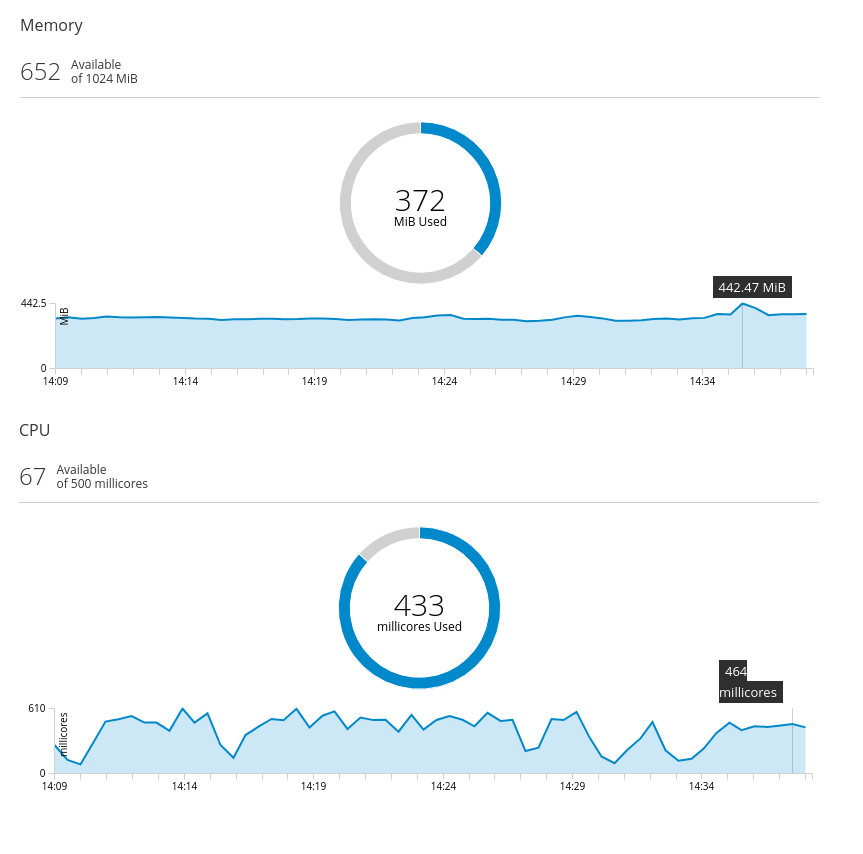 Memory
652 Available
of 1024 MiB
372
MiB Used
442.47 MiB
442.5
MiB
0
14:09 14:14 14:19 14:24 14:29 14:34
CPU
67 Available
of 500 millicores
433
millicores Used
464
millicores
610
millicores
0
14:09 14:14 14:19 14:24 14:29 14:34